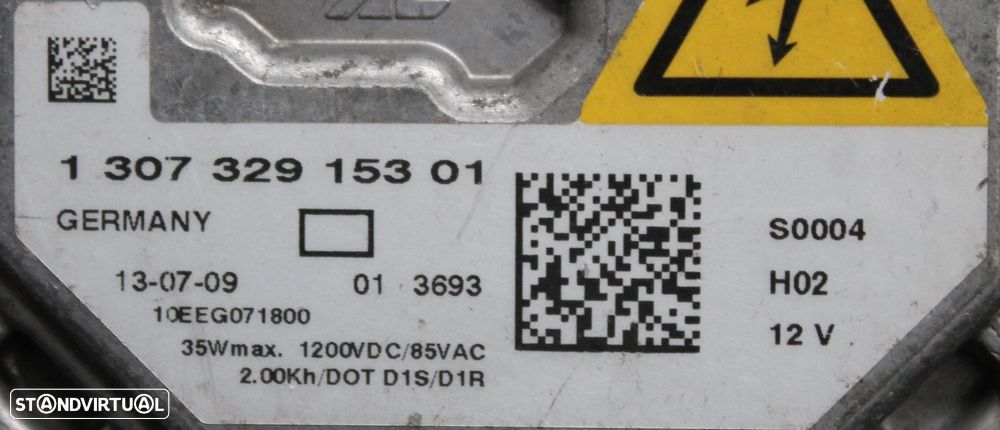 1 307 329 153 01
GERMANY
S0004
13-07-09 01 3693
H02
10EEG071800
12 V
35Wmax. 1200VDC/85VAC
2.00Kh/DOT D1S/D1R
STANDVIRTUAL